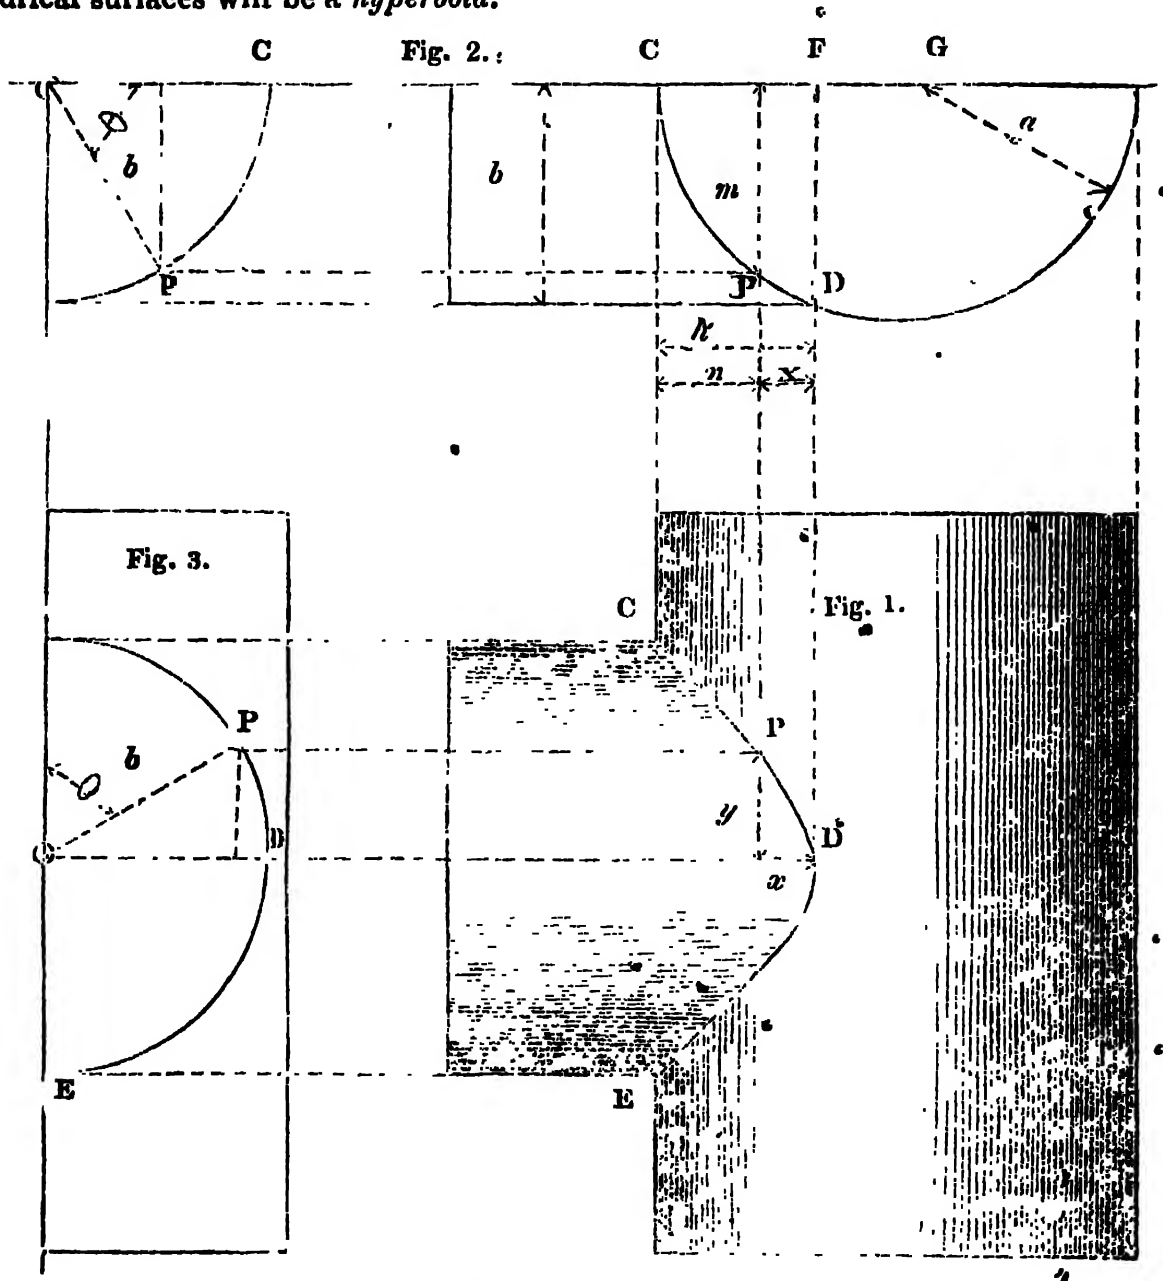 drical surfaces will be a hyperbola.
C Fig. 2. C F G
b b m a
P P D
k
n x
Fig. 3.
C Fig. 1.
P P
b y
D D
x
E E